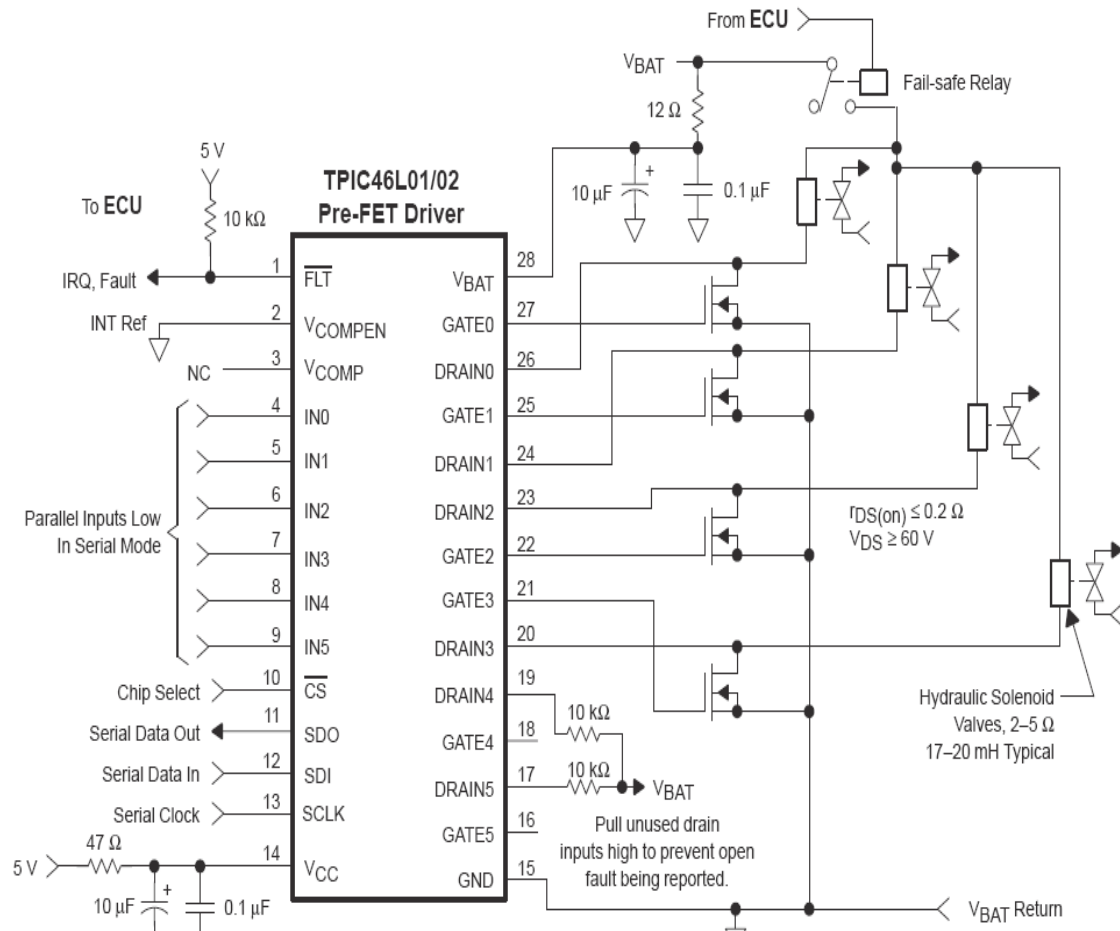 From ECU
VBAT
Fail-safe Relay
12 Ω
5 V
TPIC46L01/02
Pre-FET Driver
10 μF
+
0.1 μF
To ECU
10 kΩ
IRQ, Fault
1
FLT
VBAT
28
INT Ref
2
VCOMPEN
GATE0
27
NC
3
VCOMP
DRAIN0
26
4
IN0
GATE1
25
5
IN1
DRAIN1
24
6
IN2
DRAIN2
23
Parallel Inputs Low
In Serial Mode
7
IN3
GATE2
22
8
IN4
GATE3
21
9
IN5
DRAIN3
20
rDS(on) ≤ 0.2 Ω
VDS ≥ 60 V
Chip Select
10
CS
DRAIN4
19
10 kΩ
Serial Data Out
11
SDO
GATE4
18
Serial Data In
12
SDI
DRAIN5
17
10 kΩ
VBAT
Serial Clock
13
SCLK
GATE5
16
Hydraulic Solenoid
Valves, 2–5 Ω
17–20 mH Typical
Pull unused drain
inputs high to prevent open
fault being reported.
5 V
47 Ω
14
VCC
GND
15
10 μF
+
0.1 μF
VBAT Return